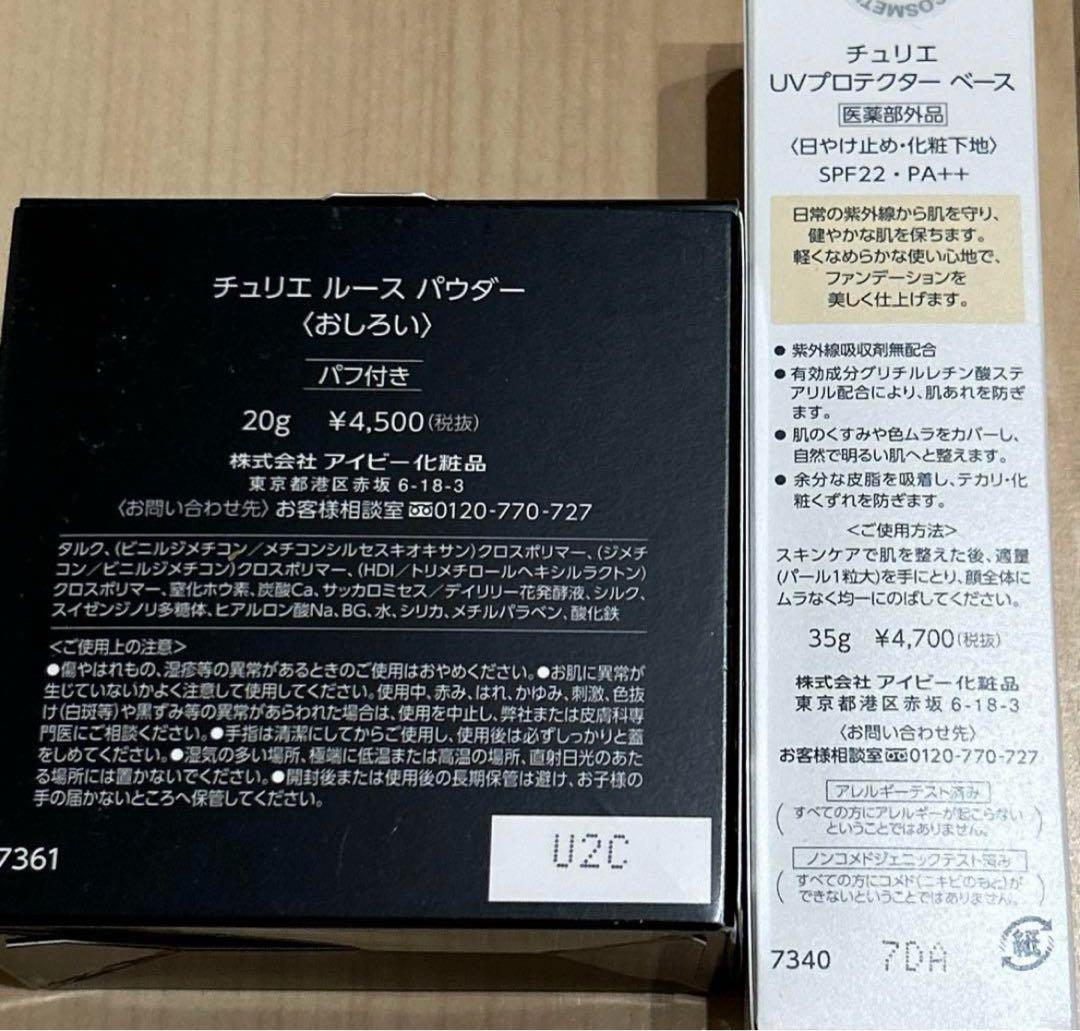 チュリエ ルース パウダー
〈おしろい〉
パフ付き
20g ¥4,500(税抜)
株式会社 アイビー化粧品
東京都港区赤坂 6-18-3
〈お問い合わせ先〉お客様相談室 0120-770-727
タルク、(ビニルジメチコン/メチコンシルセスキオキサン)クロスポリマー、(ジメチ
コン/ビニルジメチコン)クロスポリマー、(HDI/トリメチロールヘキシルラクトン)
クロスポリマー、窒化ホウ素、炭酸Ca、サッカロミセス/デイリリー花発酵液、シルク、
スイゼンジノリ多糖体、ヒアルロン酸Na、BG、水、シリカ、メチルパラベン、酸化鉄
<ご使用上の注意>
●傷やはれもの、湿疹等の異常があるときのご使用はおやめください。●お肌に異常が
生じていないかよく注意して使用してください。使用中、赤み、はれ、かゆみ、刺激、色抜
け(白斑等)や黒ずみ等の異常があらわれた場合は、使用を中止し、弊社または皮膚科専
門医にご相談ください。●手指は清潔にしてからご使用し、使用後は必ずしっかりと蓋
をしめてください。●湿気の多い場所、極端に低温または高温の場所、直射日光のあた
る場所には置かないでください。●開封後または使用後の長期保管は避け、お子様の
手の届かないところへ保管してください。
7361
U2C
COSMET
チュリエ
UVプロテクター ベース
医薬部外品
〈日やけ止め・化粧下地〉
SPF22・PA++
日常の紫外線から肌を守り、
健やかな肌を保ちます。
軽くなめらかな使い心地で、
ファンデーションを
美しく仕上げます。
● 紫外線吸収剤無配合
● 有効成分グリチルレチン酸ステ
アリル配合により、肌あれを防ぎ
ます。
● 肌のくすみや色ムラをカバーし、
自然で明るい肌へと整えます。
● 余分な皮脂を吸着し、テカリ・化
粧くずれを防ぎます。
<ご使用方法>
スキンケアで肌を整えた後、適量
(パール1粒大)を手にとり、顔全体に
ムラなく均一にのばしてください。
35g ¥4,700(税抜)
株式会社 アイビー化粧品
東京都港区赤坂 6-18-3
〈お問い合わせ先〉
お客様相談室 0120-770-727
アレルギーテスト済み
(すべての方にアレルギーが起こらない
ということではありません。)
ノンコメドジェニックテスト済み
(すべての方にコメド(ニキビのもと)が
できないということではありません。)
7340 7DA
紙